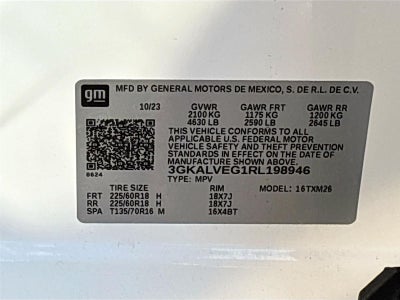 gm MFD BY GENERAL MOTORS DE MEXICO, S. DE R.L. DE C.V.
10/23 GVWR GAWR FRT GAWR RR
2100 KG 1175 KG 1200 KG
4630 LB 2590 LB 2645 LB
THIS VEHICLE CONFORMS TO ALL
APPLICABLE U.S. FEDERAL MOTOR
VEHICLE SAFETY AND THEFT PREVENTION
STANDARDS IN EFFECT ON THE DATE OF
MANUFACTURE SHOWN ABOVE.
3GKALVEG1RL198946
8624 TYPE: MPV MODEL: 16TXM26
TIRE SIZE RIM
FRT 225/60R18 H 18X7J
RR 225/60R18 H 18X7J
SPA T135/70R16 M 16X4BT